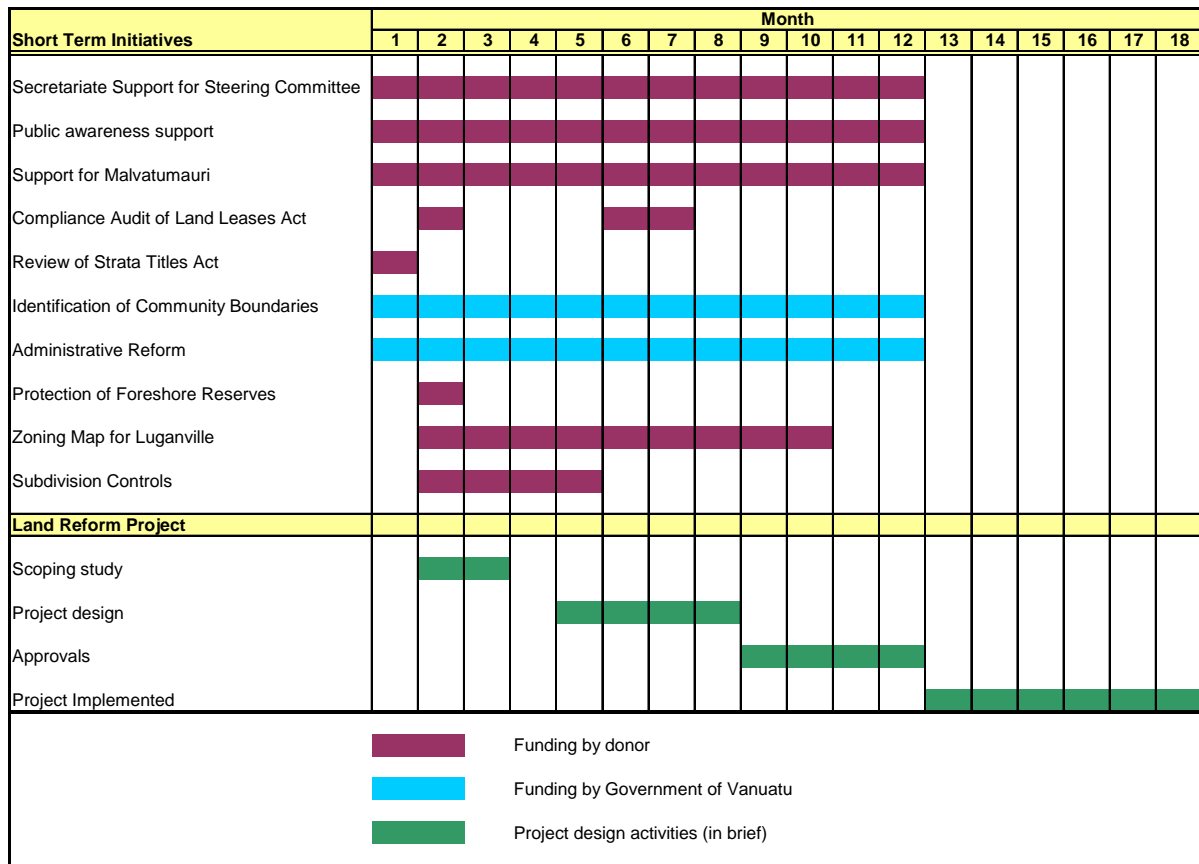 Month
Short Term Initiatives 1 2 3 4 5 6 7 8 9 10 11 12 13 14 15 16 17 18
Secretariate Support for Steering Committee
Public awareness support
Support for Malvatumauri
Compliance Audit of Land Leases Act
Review of Strata Titles Act
Identification of Community Boundaries
Administrative Reform
Protection of Foreshore Reserves
Zoning Map for Luganville
Subdivision Controls
Land Reform Project
Scoping study
Project design
Approvals
Project Implemented
Funding by donor
Funding by Government of Vanuatu
Project design activities (in brief)